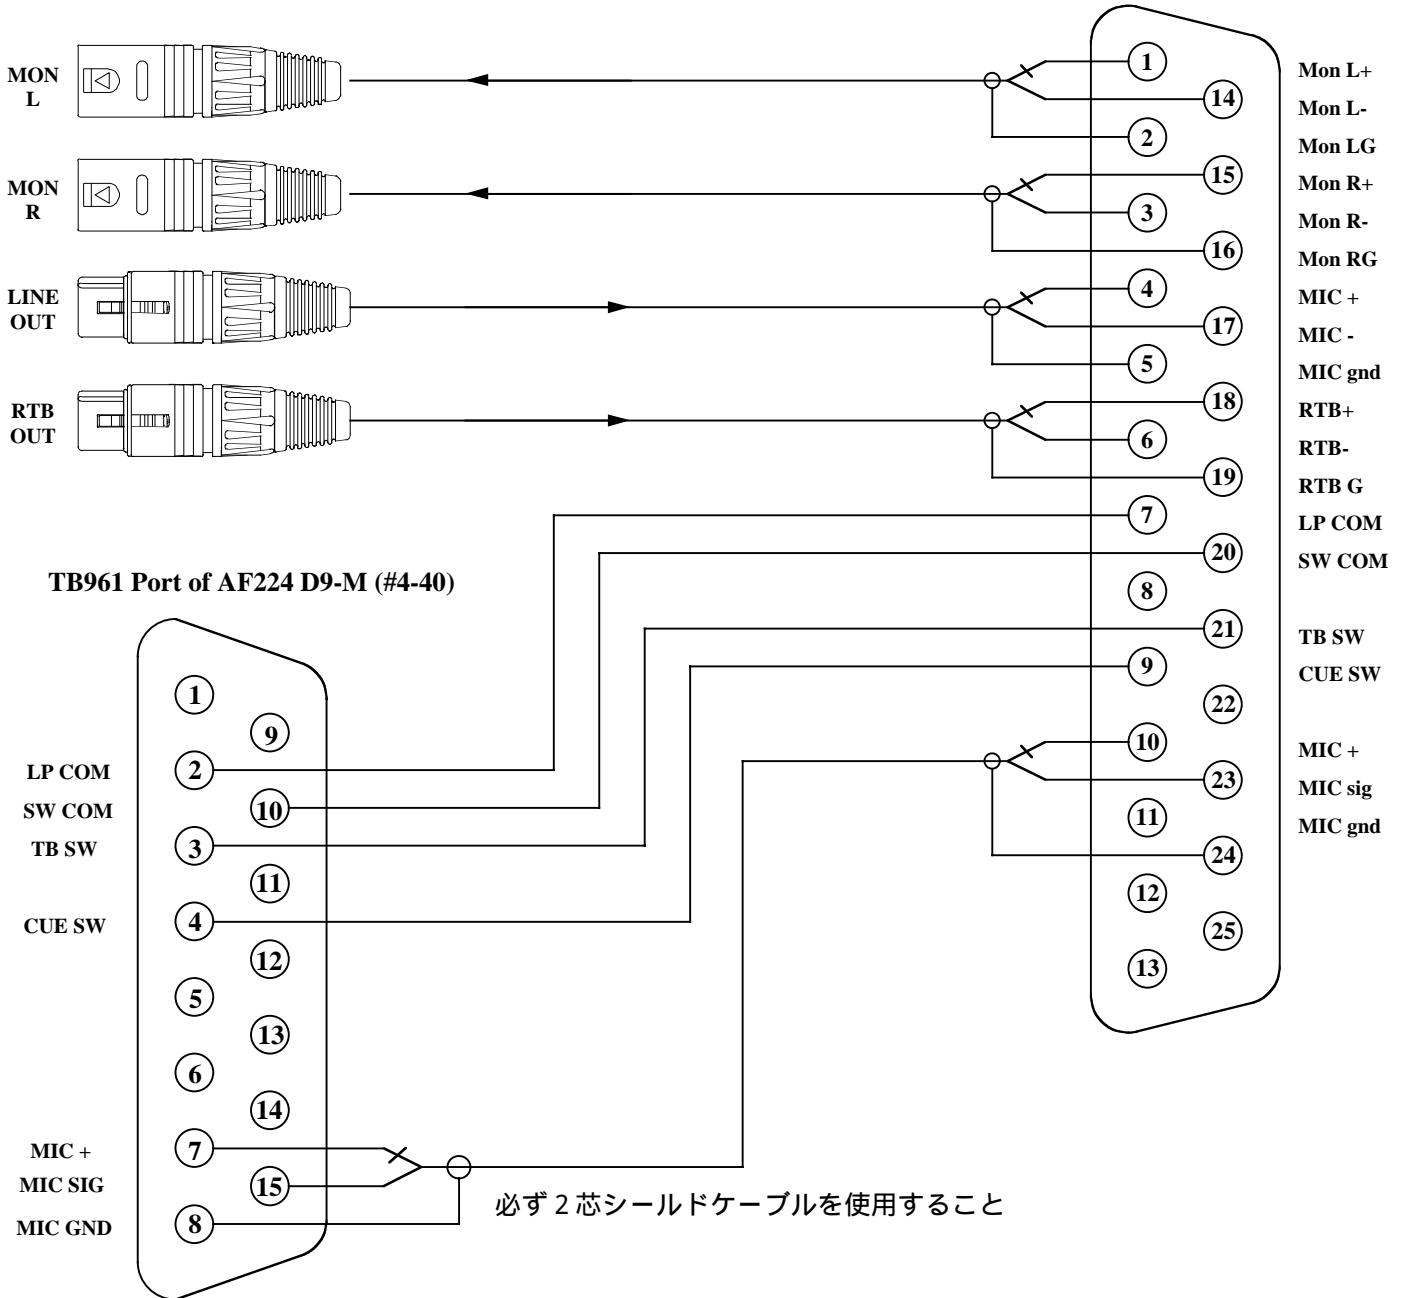 MON
L
MON
R
LINE
OUT
RTB
OUT
1
14
2
15
3
16
4
17
5
18
6
19
7
20
8
21
9
22
10
23
11
24
12
25
13
Mon L+
Mon L-
Mon LG
Mon R+
Mon R-
Mon RG
MIC +
MIC -
MIC gnd
RTB+
RTB-
RTB G
LP COM
SW COM
TB SW
CUE SW
MIC +
MIC sig
MIC gnd
TB961 Port of AF224 D9-M (#4-40)
LP COM
SW COM
TB SW
CUE SW
MIC +
MIC SIG
MIC GND
1
9
2
10
3
11
4
12
5
13
6
14
7
15
8
必ず2芯シールドケーブルを使用すること